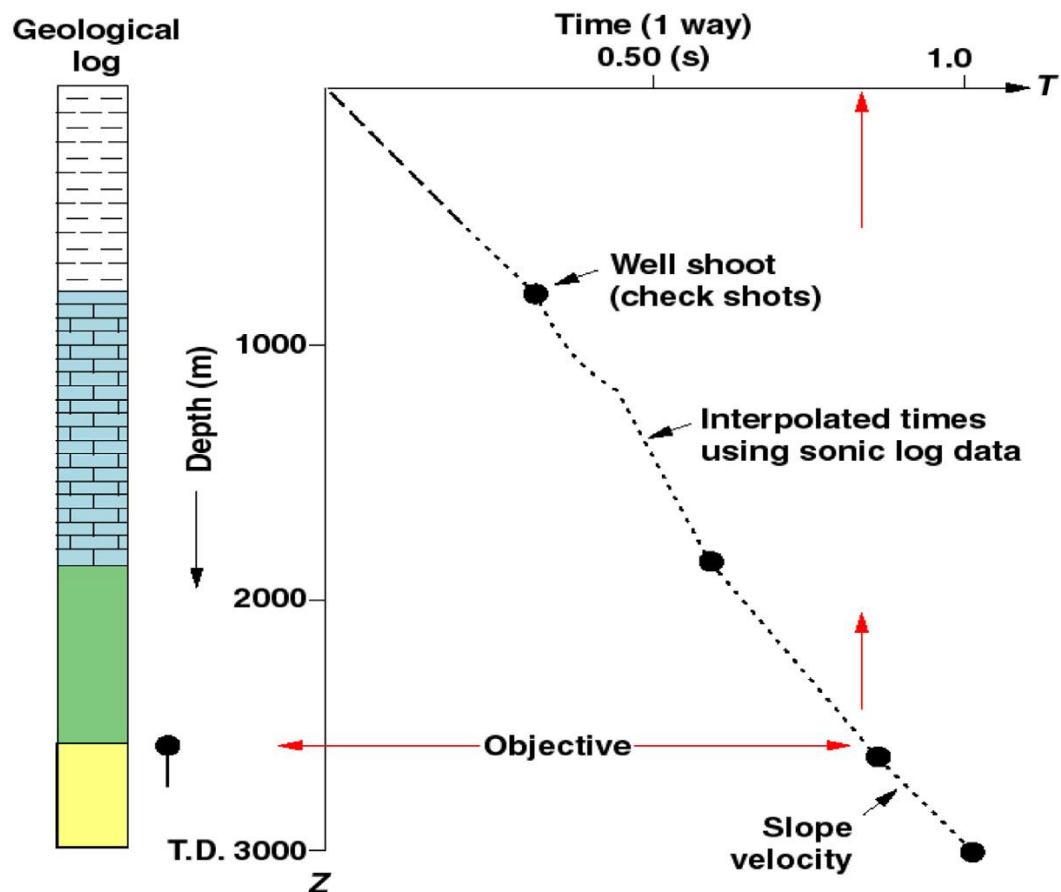 Geological
log
Time (1 way)
0.50 (s)
1.0
T
Well shoot
(check shots)
1000
Depth (m)
Interpolated times
using sonic log data
2000
Objective
Slope
velocity
T.D. 3000
Z